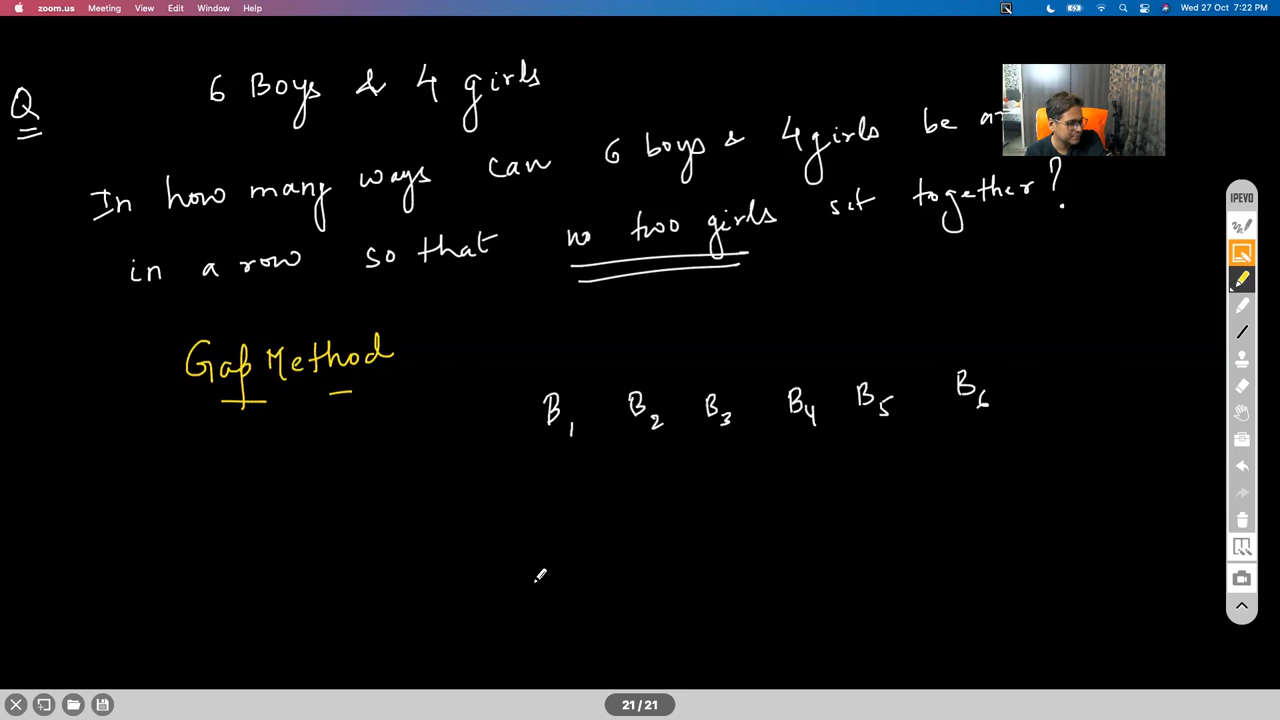 zoom.us Meeting View Edit Window Help Wed 27 Oct 7:22 PM
Q 6 Boys & 4 girls
In how many ways can 6 boys & 4 girls be
in a row so that no two girls sit together?
Gap Method
B1 B2 B3 B4 B5 B6
IPEVO
21 / 21